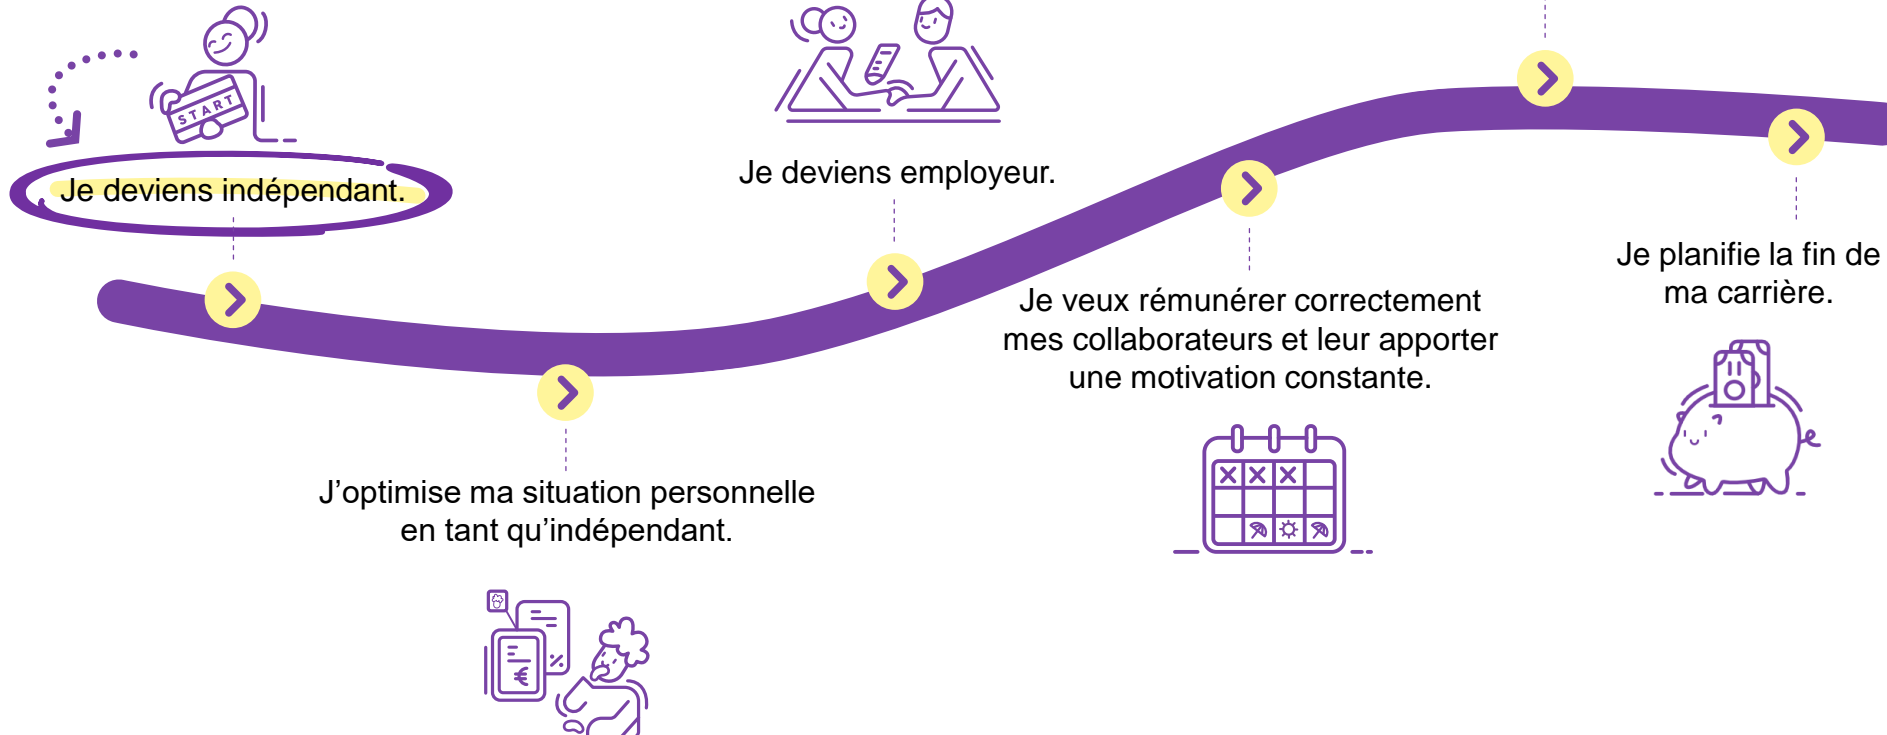 START
Je deviens indépendant.
Je deviens employeur.
Je planifie la fin de
ma carrière.
Je veux rémunérer correctement
mes collaborateurs et leur apporter
une motivation constante.
J’optimise ma situation personnelle
en tant qu’indépendant.
%
€